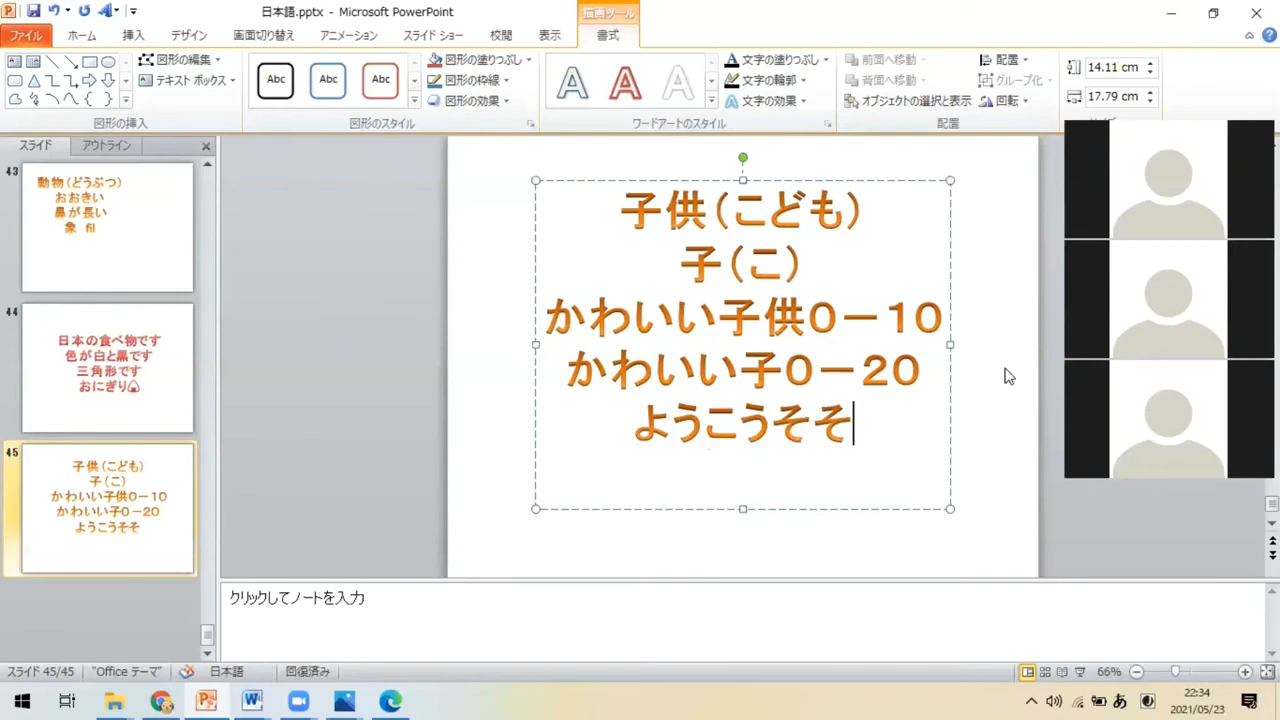 日本語.pptx - Microsoft PowerPoint
描画ツール
ファイル ホーム 挿入 デザイン 画面切り替え アニメーション スライド ショー 校閲 表示 書式
図形の編集
テキスト ボックス
図形の挿入
Abc Abc Abc
図形の塗りつぶし
図形の枠線
図形の効果
図形のスタイル
A A A
文字の塗りつぶし
文字の輪郭
文字の効果
ワードアートのスタイル
前面へ移動
背面へ移動
オブジェクトの選択と表示
配置
グループ化
回転
配置
14.11 cm
17.79 cm
スライド アウトライン
43
動物(どうぶつ)
おおきい
鼻が長い
象 fil
44
日本の食べ物です
色が白と黒です
三角形です
おにぎり🍙
45
子供(こども)
子(こ)
かわいい子供0-10
かわいい子0-20
ようこうそそ
子供(こども)
子(こ)
かわいい子供0-10
かわいい子0-20
ようこうそそ
クリックしてノートを入力
スライド 45/45 "Office テーマ" 日本語 回復済み 66%
あ 22:34
2021/05/23